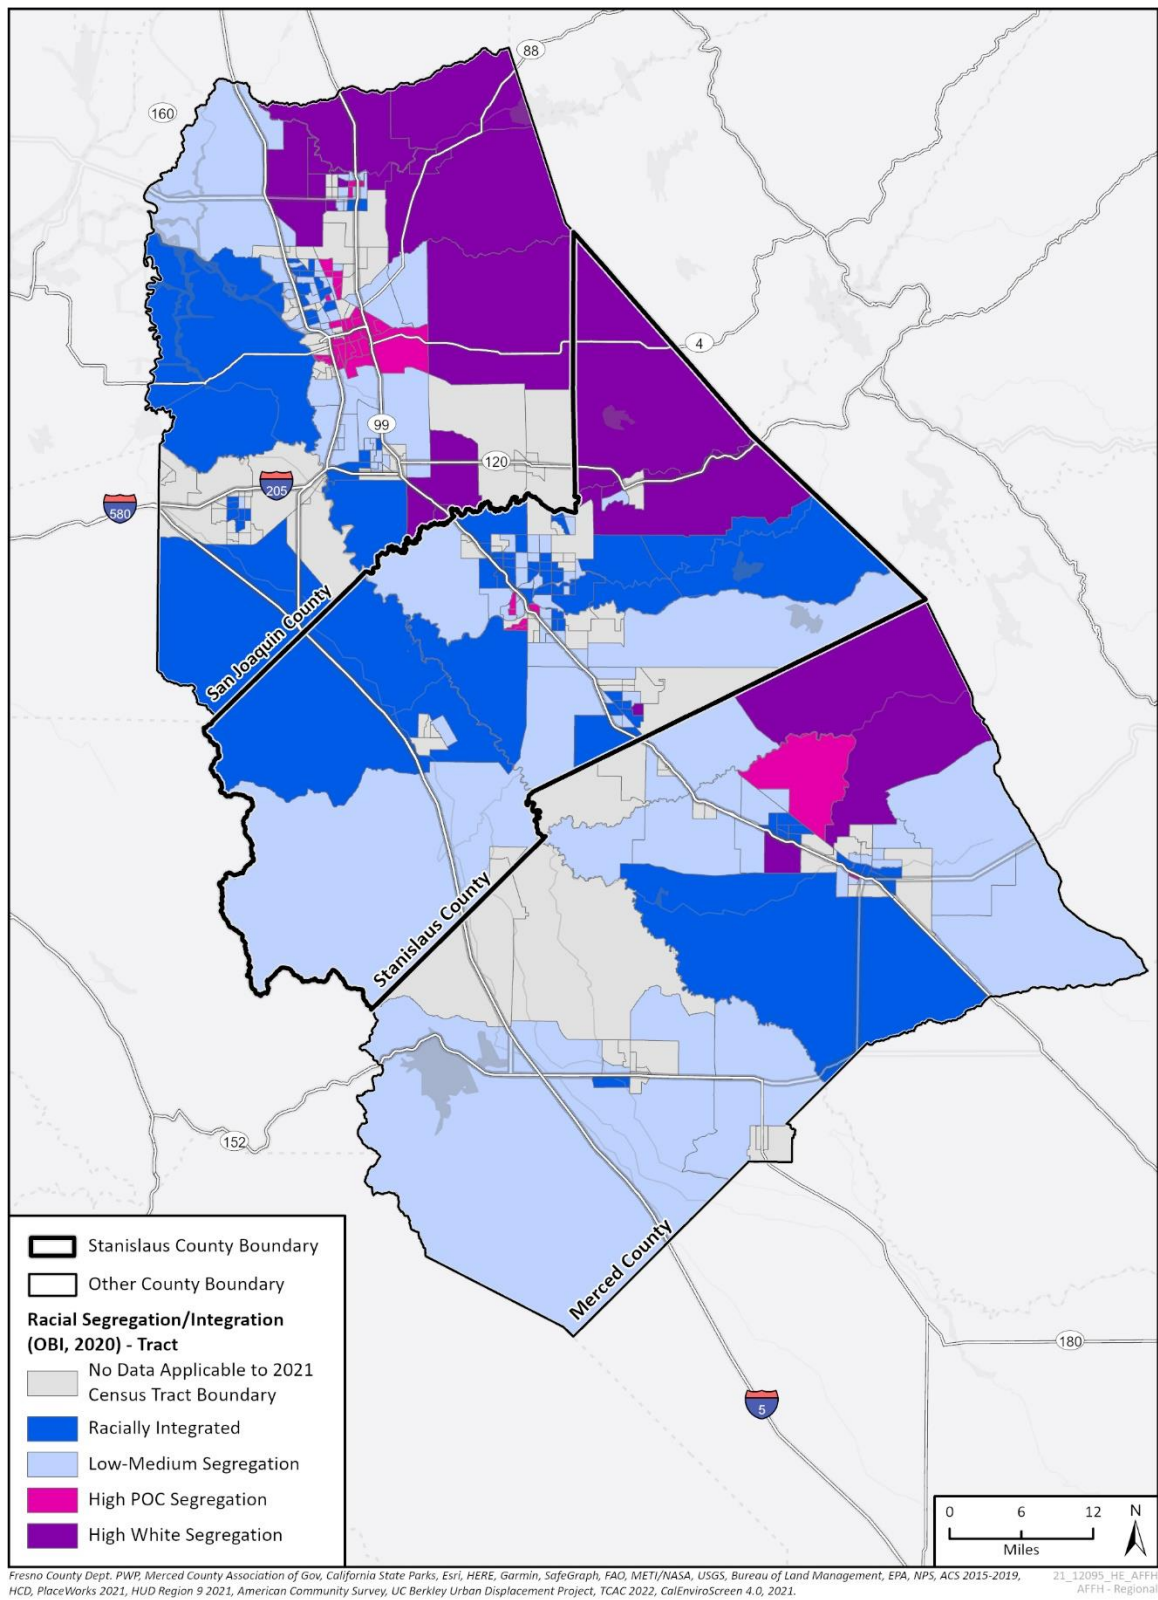 88
160
4
99
120
205
580
San Joaquin County
Stanislaus County
152
Merced County
180
5
Stanislaus County Boundary
Other County Boundary
Racial Segregation/Integration
(OBI, 2020) - Tract
No Data Applicable to 2021
Census Tract Boundary
Racially Integrated
Low-Medium Segregation
High POC Segregation
High White Segregation
0 6 12
Miles
N
Fresno County Dept. PWP, Merced County Association of Gov, California State Parks, Esri, HERE, Garmin, SafeGraph, FAO, METI/NASA, USGS, Bureau of Land Management, EPA, NPS, ACS 2015-2019,
HCD, PlaceWorks 2021, HUD Region 9 2021, American Community Survey, UC Berkley Urban Displacement Project, TCAC 2022, CalEnviroScreen 4.0, 2021.
21_12095_HE_AFFH
AFFH - Regional